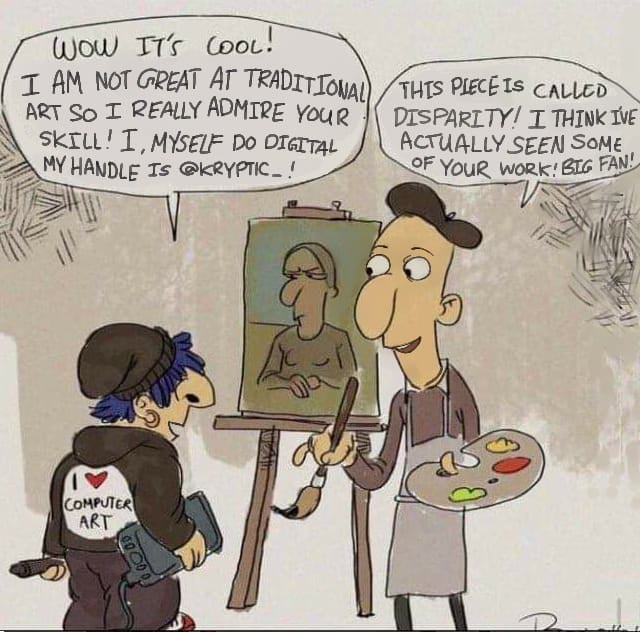 WOW IT'S COOL!
I AM NOT GREAT AT TRADITIONAL
ART SO I REALLY ADMIRE YOUR
SKILL! I, MYSELF DO DIGITAL
MY HANDLE IS @KRYPTIC_!
THIS PIECE IS CALLED
DISPARITY! I THINK I'VE
ACTUALLY SEEN SOME
OF YOUR WORK! BIG FAN!
I ♥
COMPUTER
ART